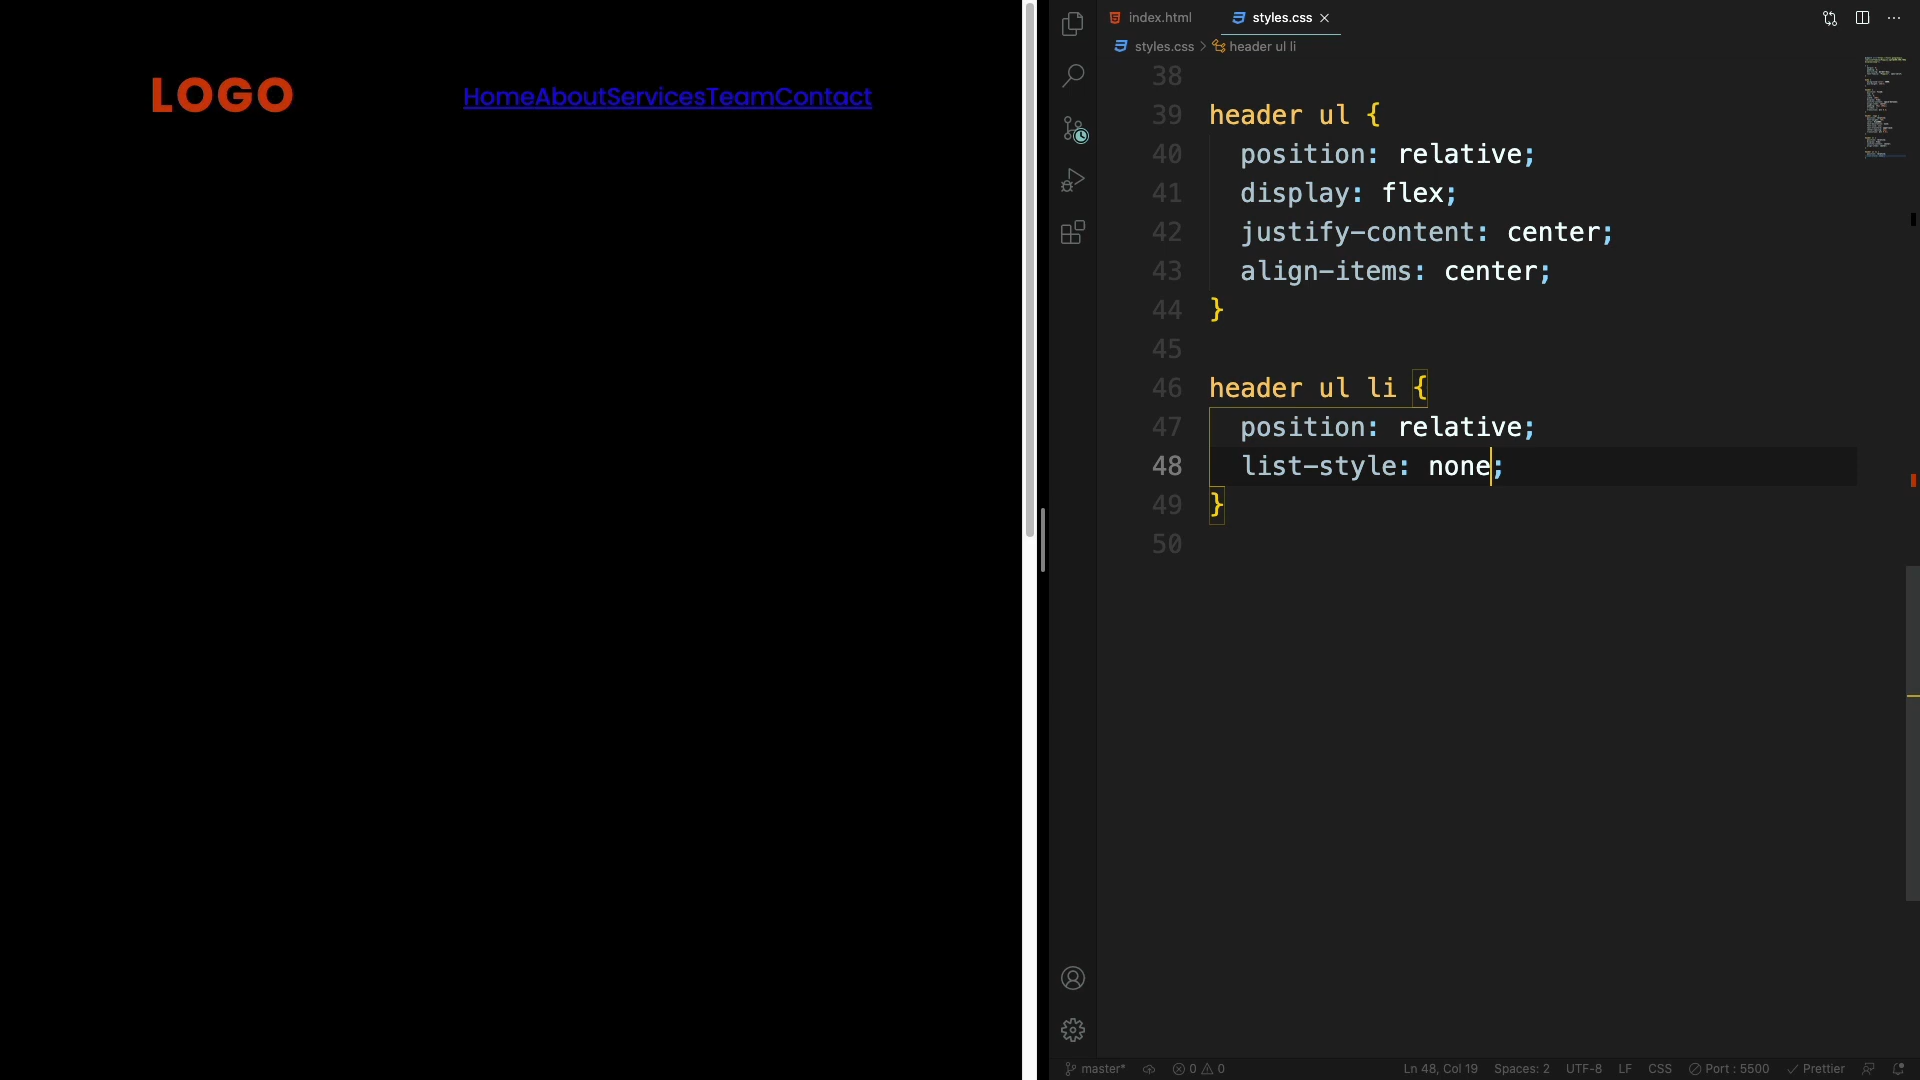 LOGO
HomeAboutServicesTeamContact
index.html
styles.css
styles.css > header ul li
38
39 header ul {
40 position: relative;
41 display: flex;
42 justify-content: center;
43 align-items: center;
44 }
45
46 header ul li {
47 position: relative;
48 list-style: none;
49 }
50
master*
0
0
Ln 48, Col 19
Spaces: 2
UTF-8
LF
CSS
Port : 5500
Prettier